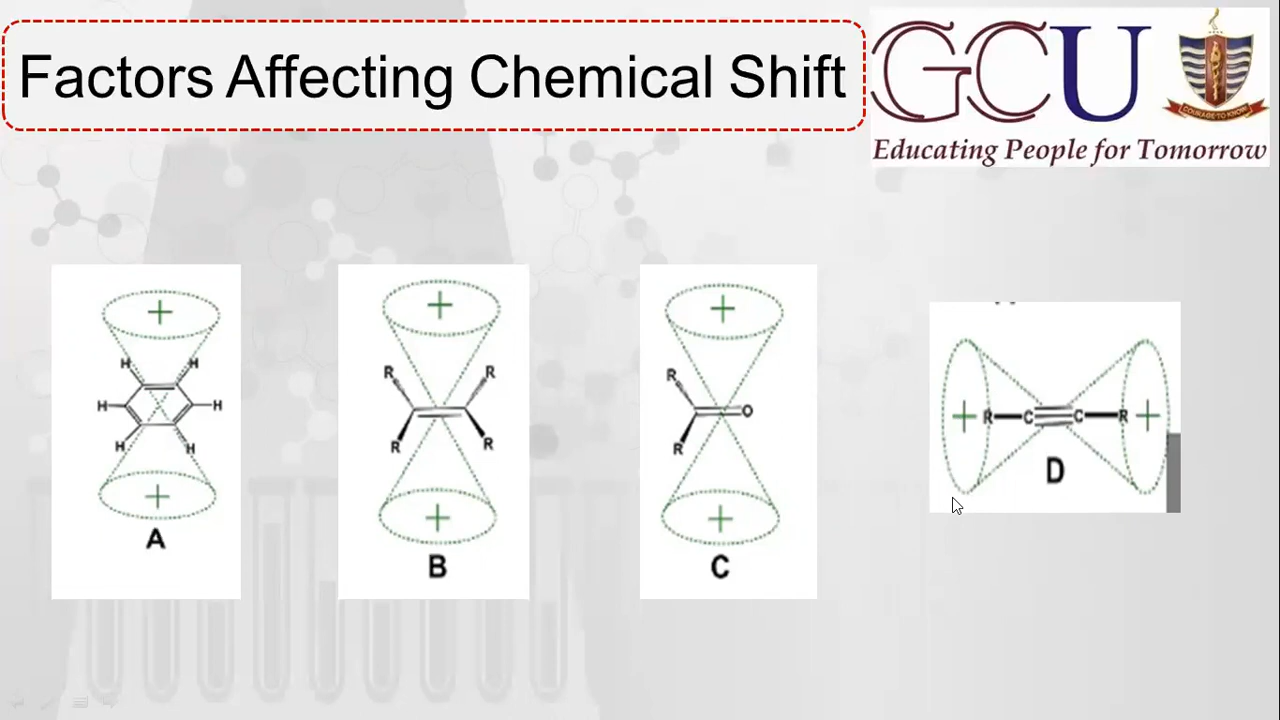 Factors Affecting Chemical Shift
GCU
Educating People for Tomorrow
COURAGE TO KNOW
+
H H
H H
H H
+
A
+
R R
R R
+
B
+
R
O
R
+
C
+ R C C R +
D